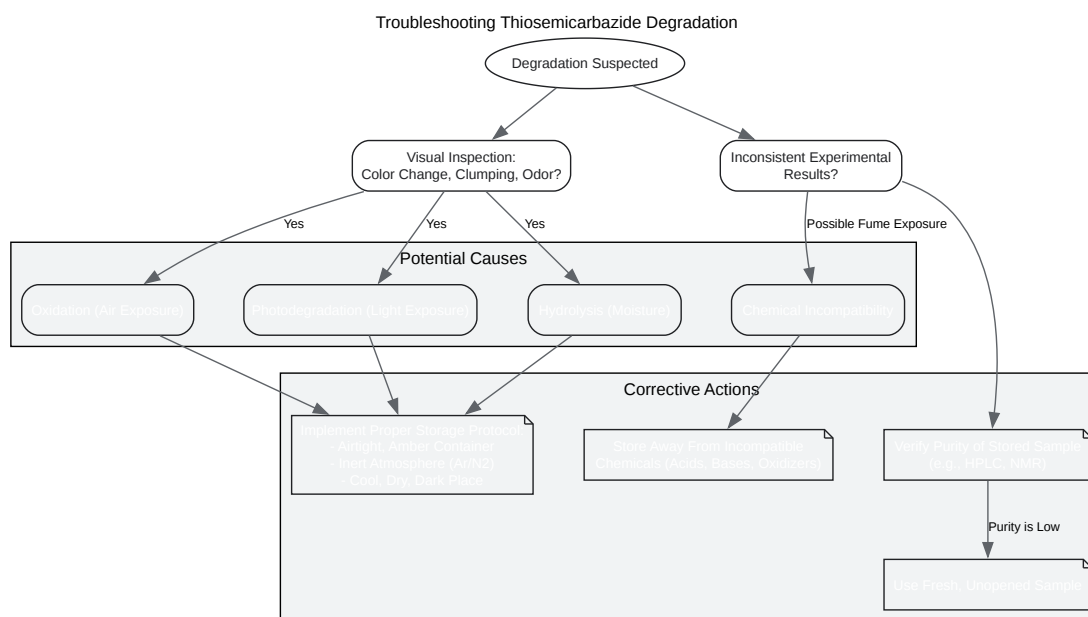 Troubleshooting Thiosemicarbazide Degradation
Degradation Suspected
Visual Inspection:
Color Change, Clumping, Odor?
Inconsistent Experimental
Results?
Yes
Yes
Yes
Possible Fume Exposure
Potential Causes
Oxidation (Air Exposure)
Photodegradation (Light Exposure)
Hydrolysis (Moisture)
Chemical Incompatibility
Corrective Actions
Implement Proper Storage Protocol
- Airtight, Amber Container
- Inert Atmosphere (Ar/N2)
- Cool, Dry, Dark Place
Store Away From Incompatible
Chemicals (Acids, Bases, Oxidizers)
Verify Purity of Stored Sample
(e.g., HPLC, NMR)
Purity is Low
Use Fresh, Unopened Sample